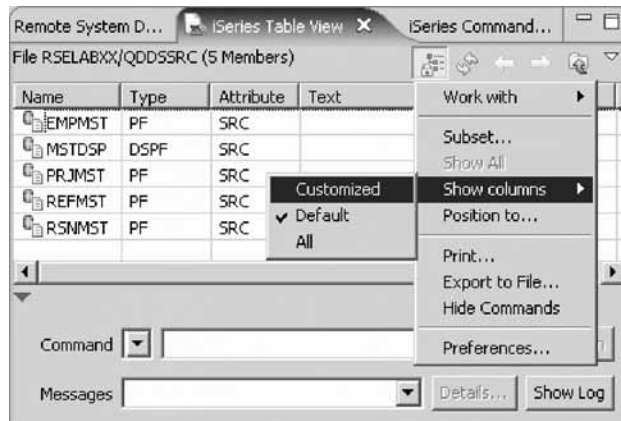 Remote System D... iSeries Table View iSeries Command...
File RSELABXX/QDDSSRC (5 Members)
Name Type Attribute Text
EMPMST PF SRC
MSTDSP DSPF SRC
PRJMST PF SRC
REFMST PF SRC
RSNMST PF SRC
Work with
Subset...
Show All
Show columns
Position to...
Print...
Export to File...
Hide Commands
Preferences...
Customized
Default
All
Command
Messages Details... Show Log